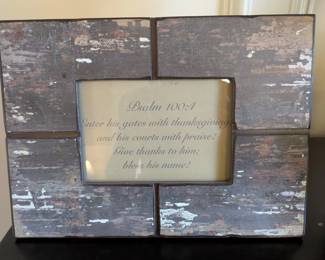 Psalm 100:4
Enter his gates with thanksgiving
and his courts with praise!
Give thanks to him;
bless his name!